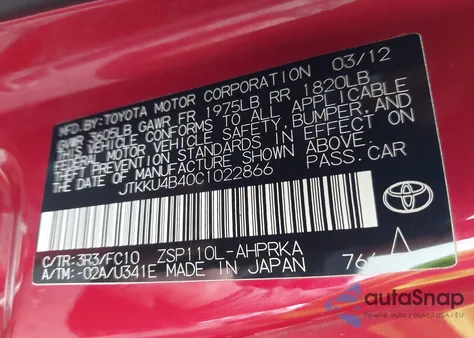 MFD.BY: TOYOTA MOTOR CORPORATION 03/12
GVWR 3605LB GAWR FR 1975LB RR 1820LB
THIS VEHICLE CONFORMS TO ALL APPLICABLE
FEDERAL MOTOR VEHICLE SAFETY, BUMPER, AND
THEFT PREVENTION STANDARDS IN EFFECT ON
THE DATE OF MANUFACTURE SHOWN ABOVE.
JTKKU4B40C1022866 PASS.CAR
C/TR: 3R3/FC10 ZSP110L-AHPRKA
A/TM: -02A/U341E MADE IN JAPAN
TOYOTA
autoSnap